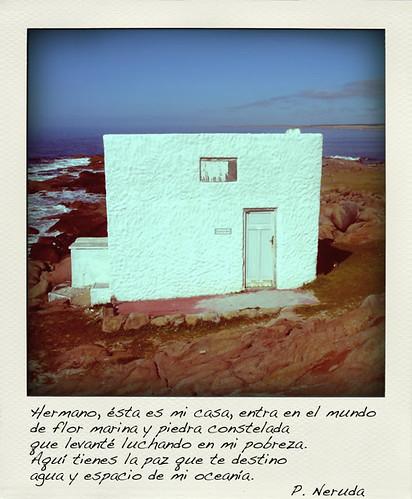 Hermano, ésta es mi casa, entra en el mundo
de flor marina y piedra constelada
que levanté luchando en mi pobreza.
Aquí tienes la paz que te destino
agua y espacio de mi oceanía.
P. Neruda